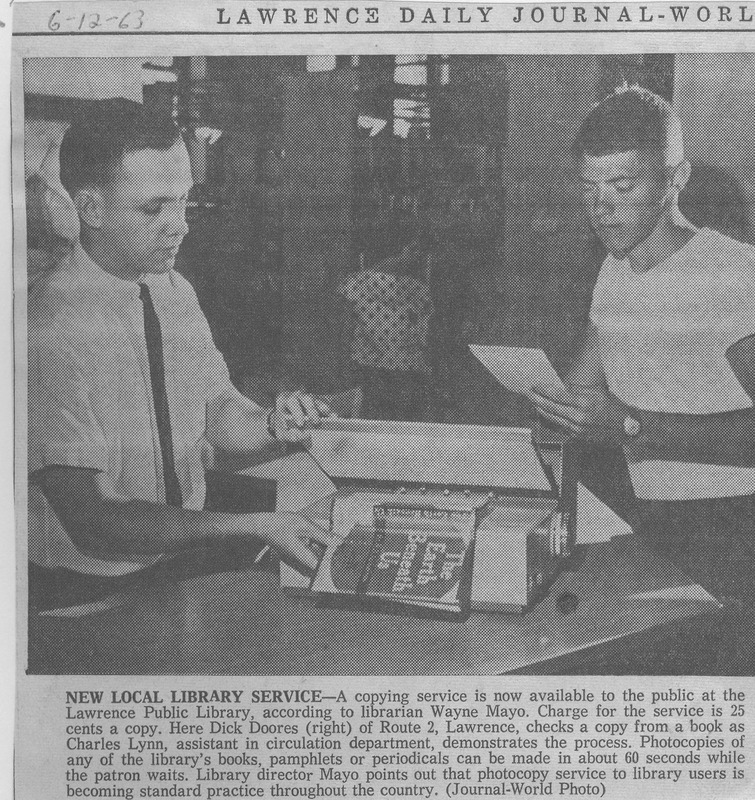 6-12-63
LAWRENCE DAILY JOURNAL-WORL
The
Earth
Beneath
Us
NEW LOCAL LIBRARY SERVICE—A copying service is now available to the public at the
Lawrence Public Library, according to librarian Wayne Mayo. Charge for the service is 25
cents a copy. Here Dick Doores (right) of Route 2, Lawrence, checks a copy from a book as
Charles Lynn, assistant in circulation department, demonstrates the process. Photocopies of
any of the library's books, pamphlets or periodicals can be made in about 60 seconds while
the patron waits. Library director Mayo points out that photocopy service to library users is
becoming standard practice throughout the country. (Journal-World Photo)